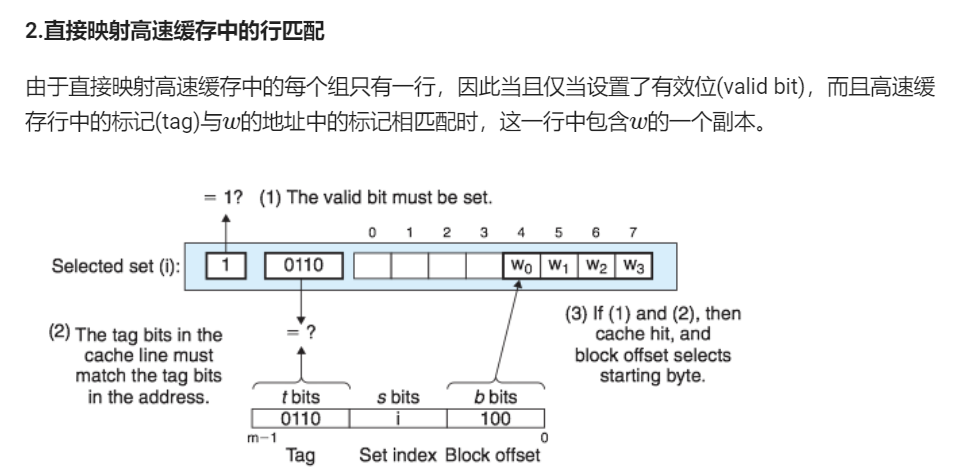 2.直接映射高速缓存中的行匹配
由于直接映射高速缓存中的每个组只有一行，因此当且仅当设置了有效位(valid bit)，而且高速缓
存行中的标记(tag)与w的地址中的标记相匹配时，这一行中包含w的一个副本。
= 1? (1) The valid bit must be set.
0 1 2 3 4 5 6 7
Selected set (i): 1 0110 w0 w1 w2 w3
(2) The tag bits in the
cache line must
match the tag bits
in the address.
= ?
(3) If (1) and (2), then
cache hit, and
block offset selects
starting byte.
t bits s bits b bits
0110 i 100
m−1 0
Tag Set index Block offset